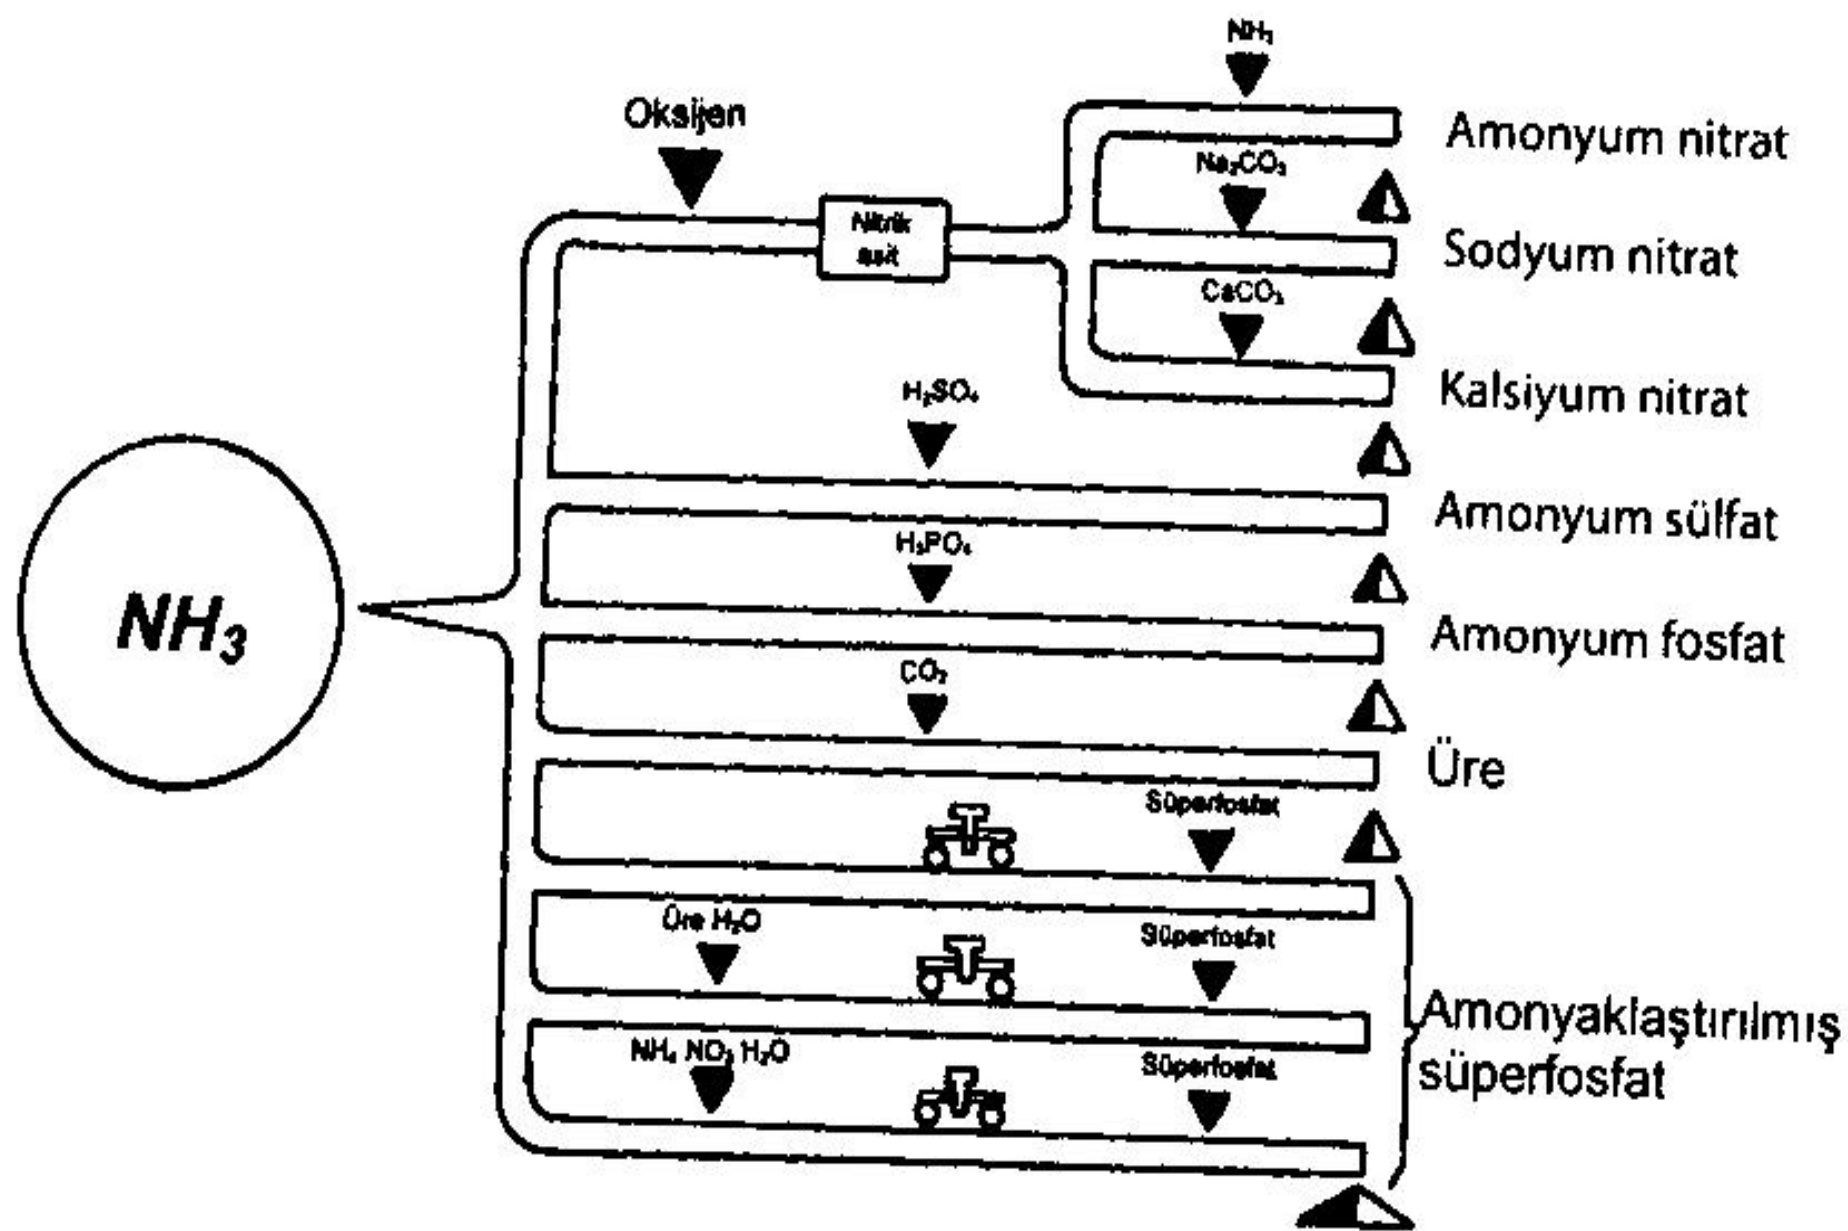 NH₃
Oksijen
Amonyum nitrat
Na₂CO₃
Nitrik
asit
Sodyum nitrat
CaCO₃
H₂SO₄
Kalsiyum nitrat
Amonyum sülfat
H₃PO₄
NH₃
Amonyum fosfat
CO₂
Üre
Süperfosfat
Üre H₂O
Süperfosfat
Amonyaklaştırılmış
süperfosfat
NH₄ NO₃ H₂O
Süperfosfat